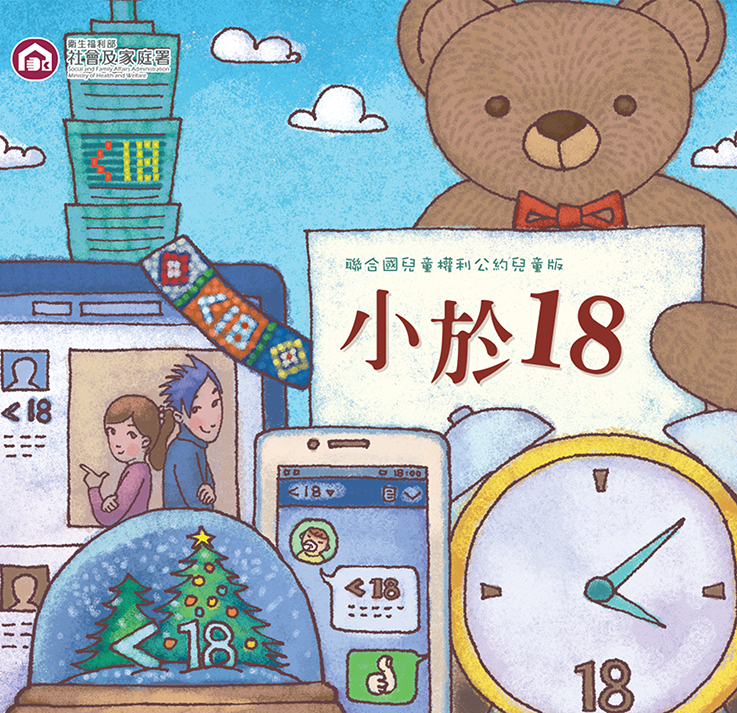 衛生福利部
社會及家庭署
Social and Family Affairs Administration
Ministry of Health and Welfare
<18
聯合國兒童權利公約兒童版
小於18
<18
<18
18:00
<18
<18
<18
18